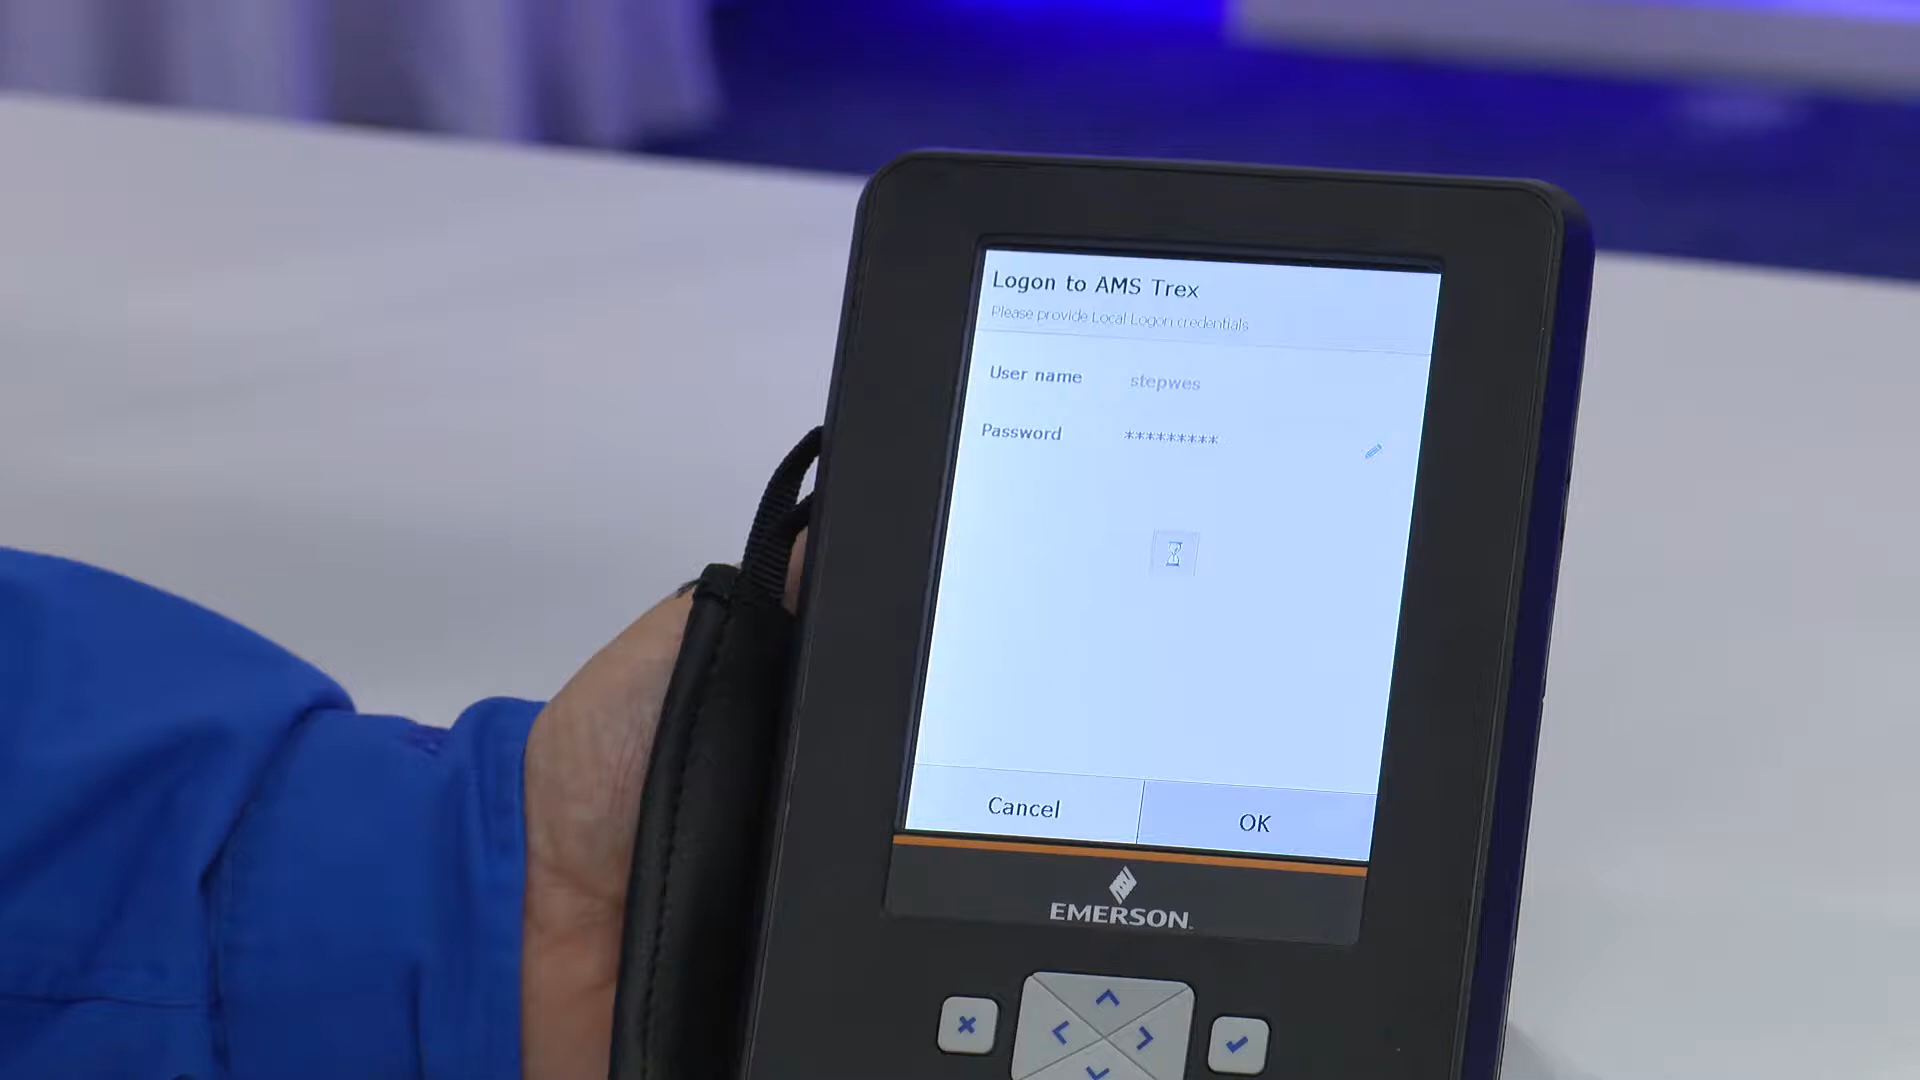 Logon to AMS Trex
Please provide Local Logon credentials
User name stepwes
Password *********
Cancel OK
EMERSON